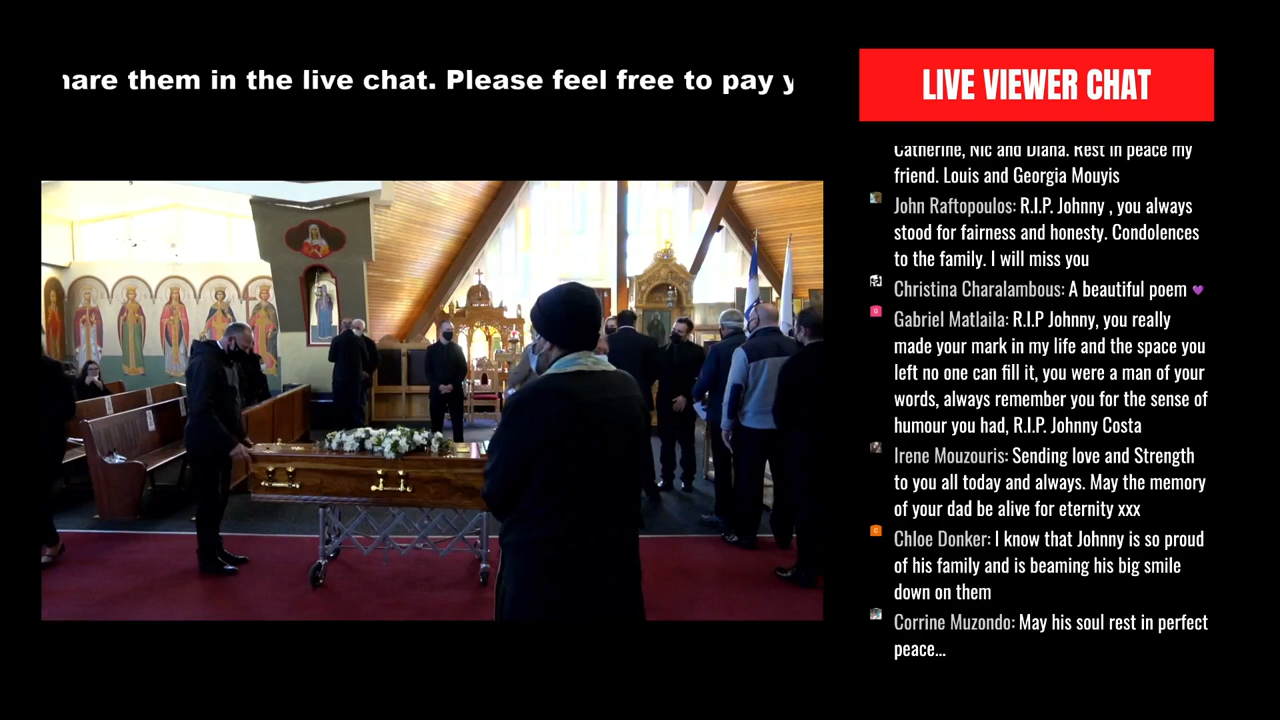 hare them in the live chat. Please feel free to pay y
LIVE VIEWER CHAT
Catherine, Nic and Diana. Rest in peace my
friend. Louis and Georgia Mouyis
John Raftopoulos: R.I.P. Johnny , you always
stood for fairness and honesty. Condolences
to the family. I will miss you
Christina Charalambous: A beautiful poem 💜
Gabriel Matlaila: R.I.P Johnny, you really
made your mark in my life and the space you
left no one can fill it, you were a man of your
words, always remember you for the sense of
humour you had, R.I.P. Johnny Costa
Irene Mouzouris: Sending love and Strength
to you all today and always. May the memory
of your dad be alive for eternity xxx
Chloe Donker: I know that Johnny is so proud
of his family and is beaming his big smile
down on them
Corrine Muzondo: May his soul rest in perfect
peace...